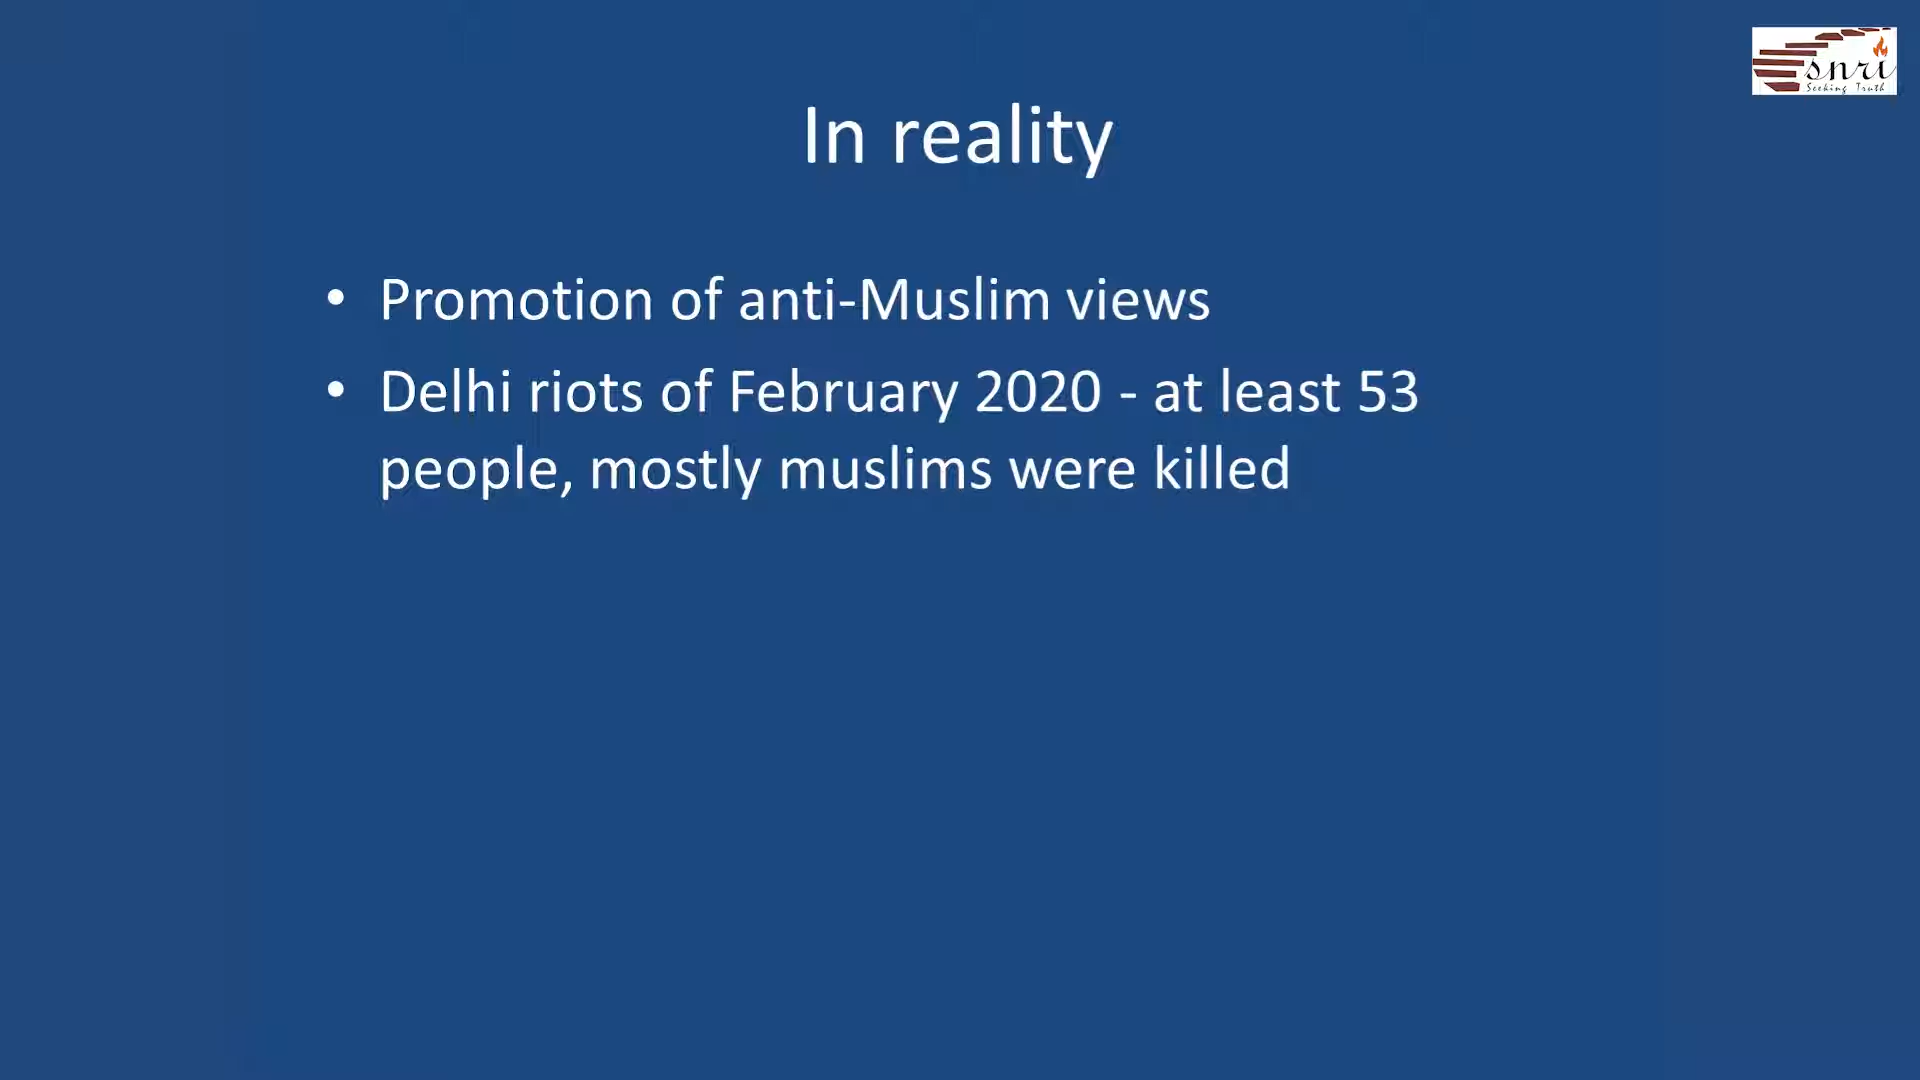 snri
Seeking Truth
In reality
• Promotion of anti-Muslim views
• Delhi riots of February 2020 - at least 53
people, mostly muslims were killed